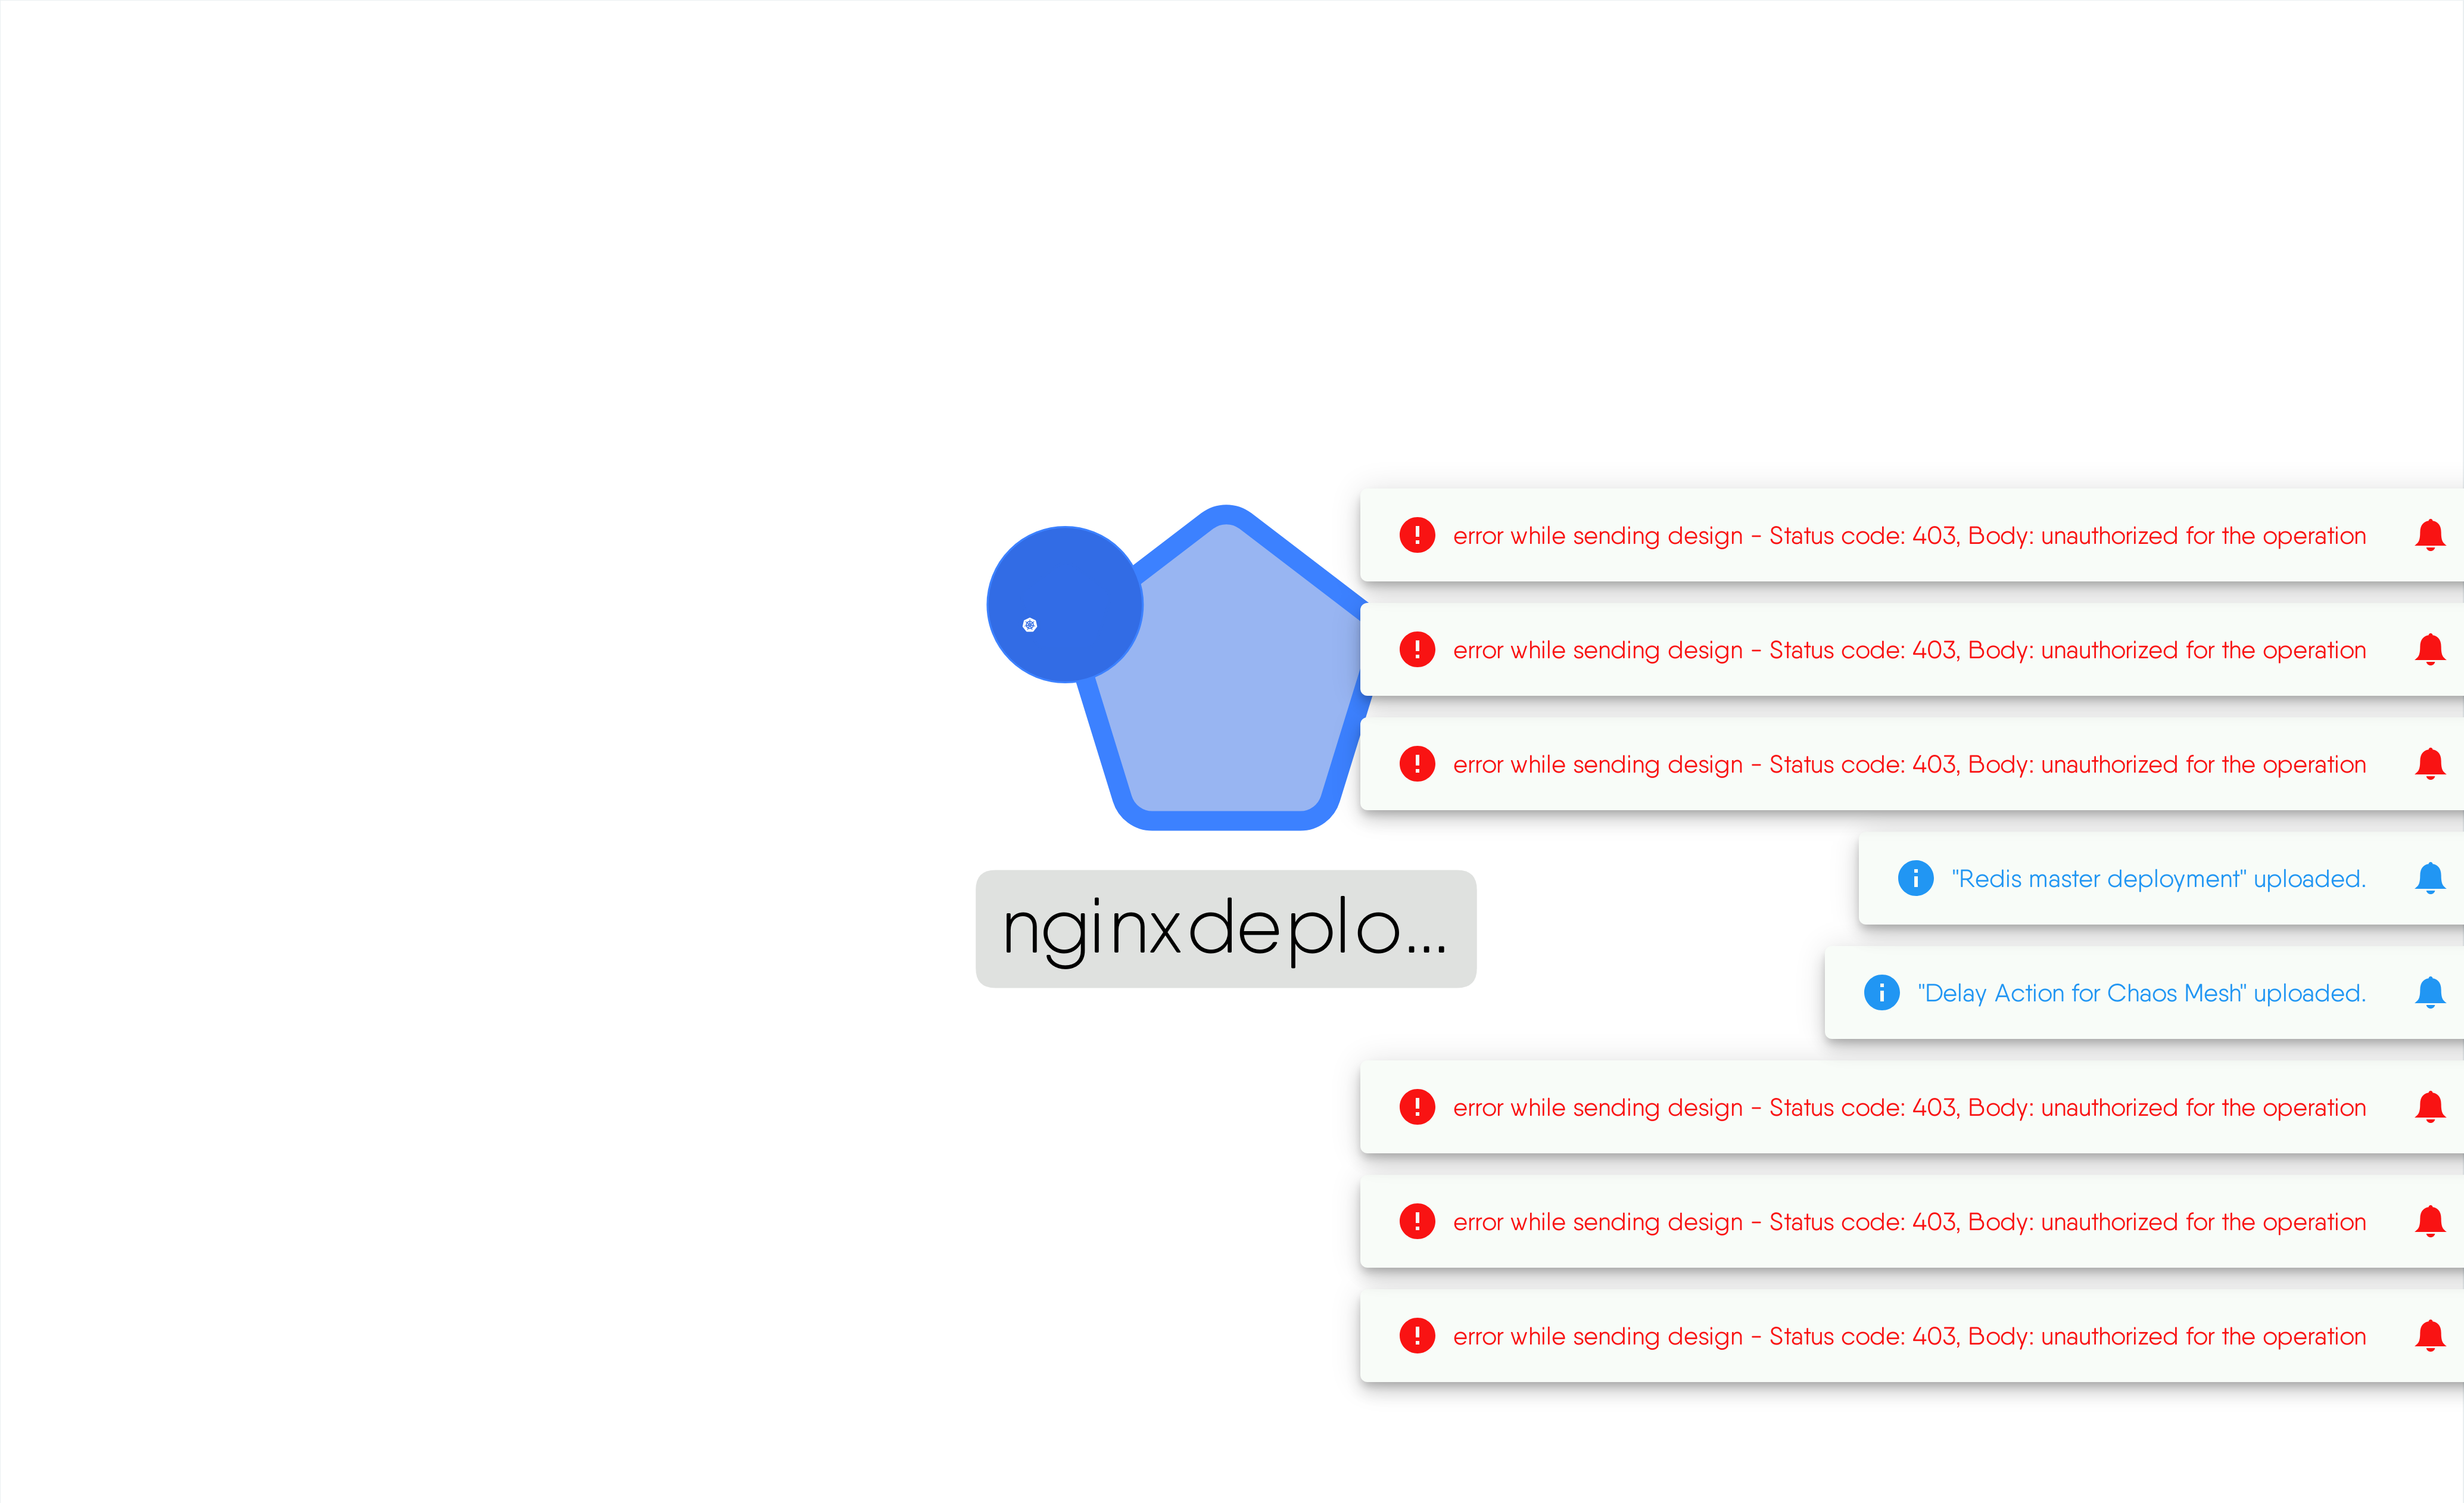 error while sending design - Status code: 403, Body: unauthorized for the operation
error while sending design - Status code: 403, Body: unauthorized for the operation
error while sending design - Status code: 403, Body: unauthorized for the operation
"Redis master deployment" uploaded.
nginxdeplo...
"Delay Action for Chaos Mesh" uploaded.
error while sending design - Status code: 403, Body: unauthorized for the operation
error while sending design - Status code: 403, Body: unauthorized for the operation
error while sending design - Status code: 403, Body: unauthorized for the operation